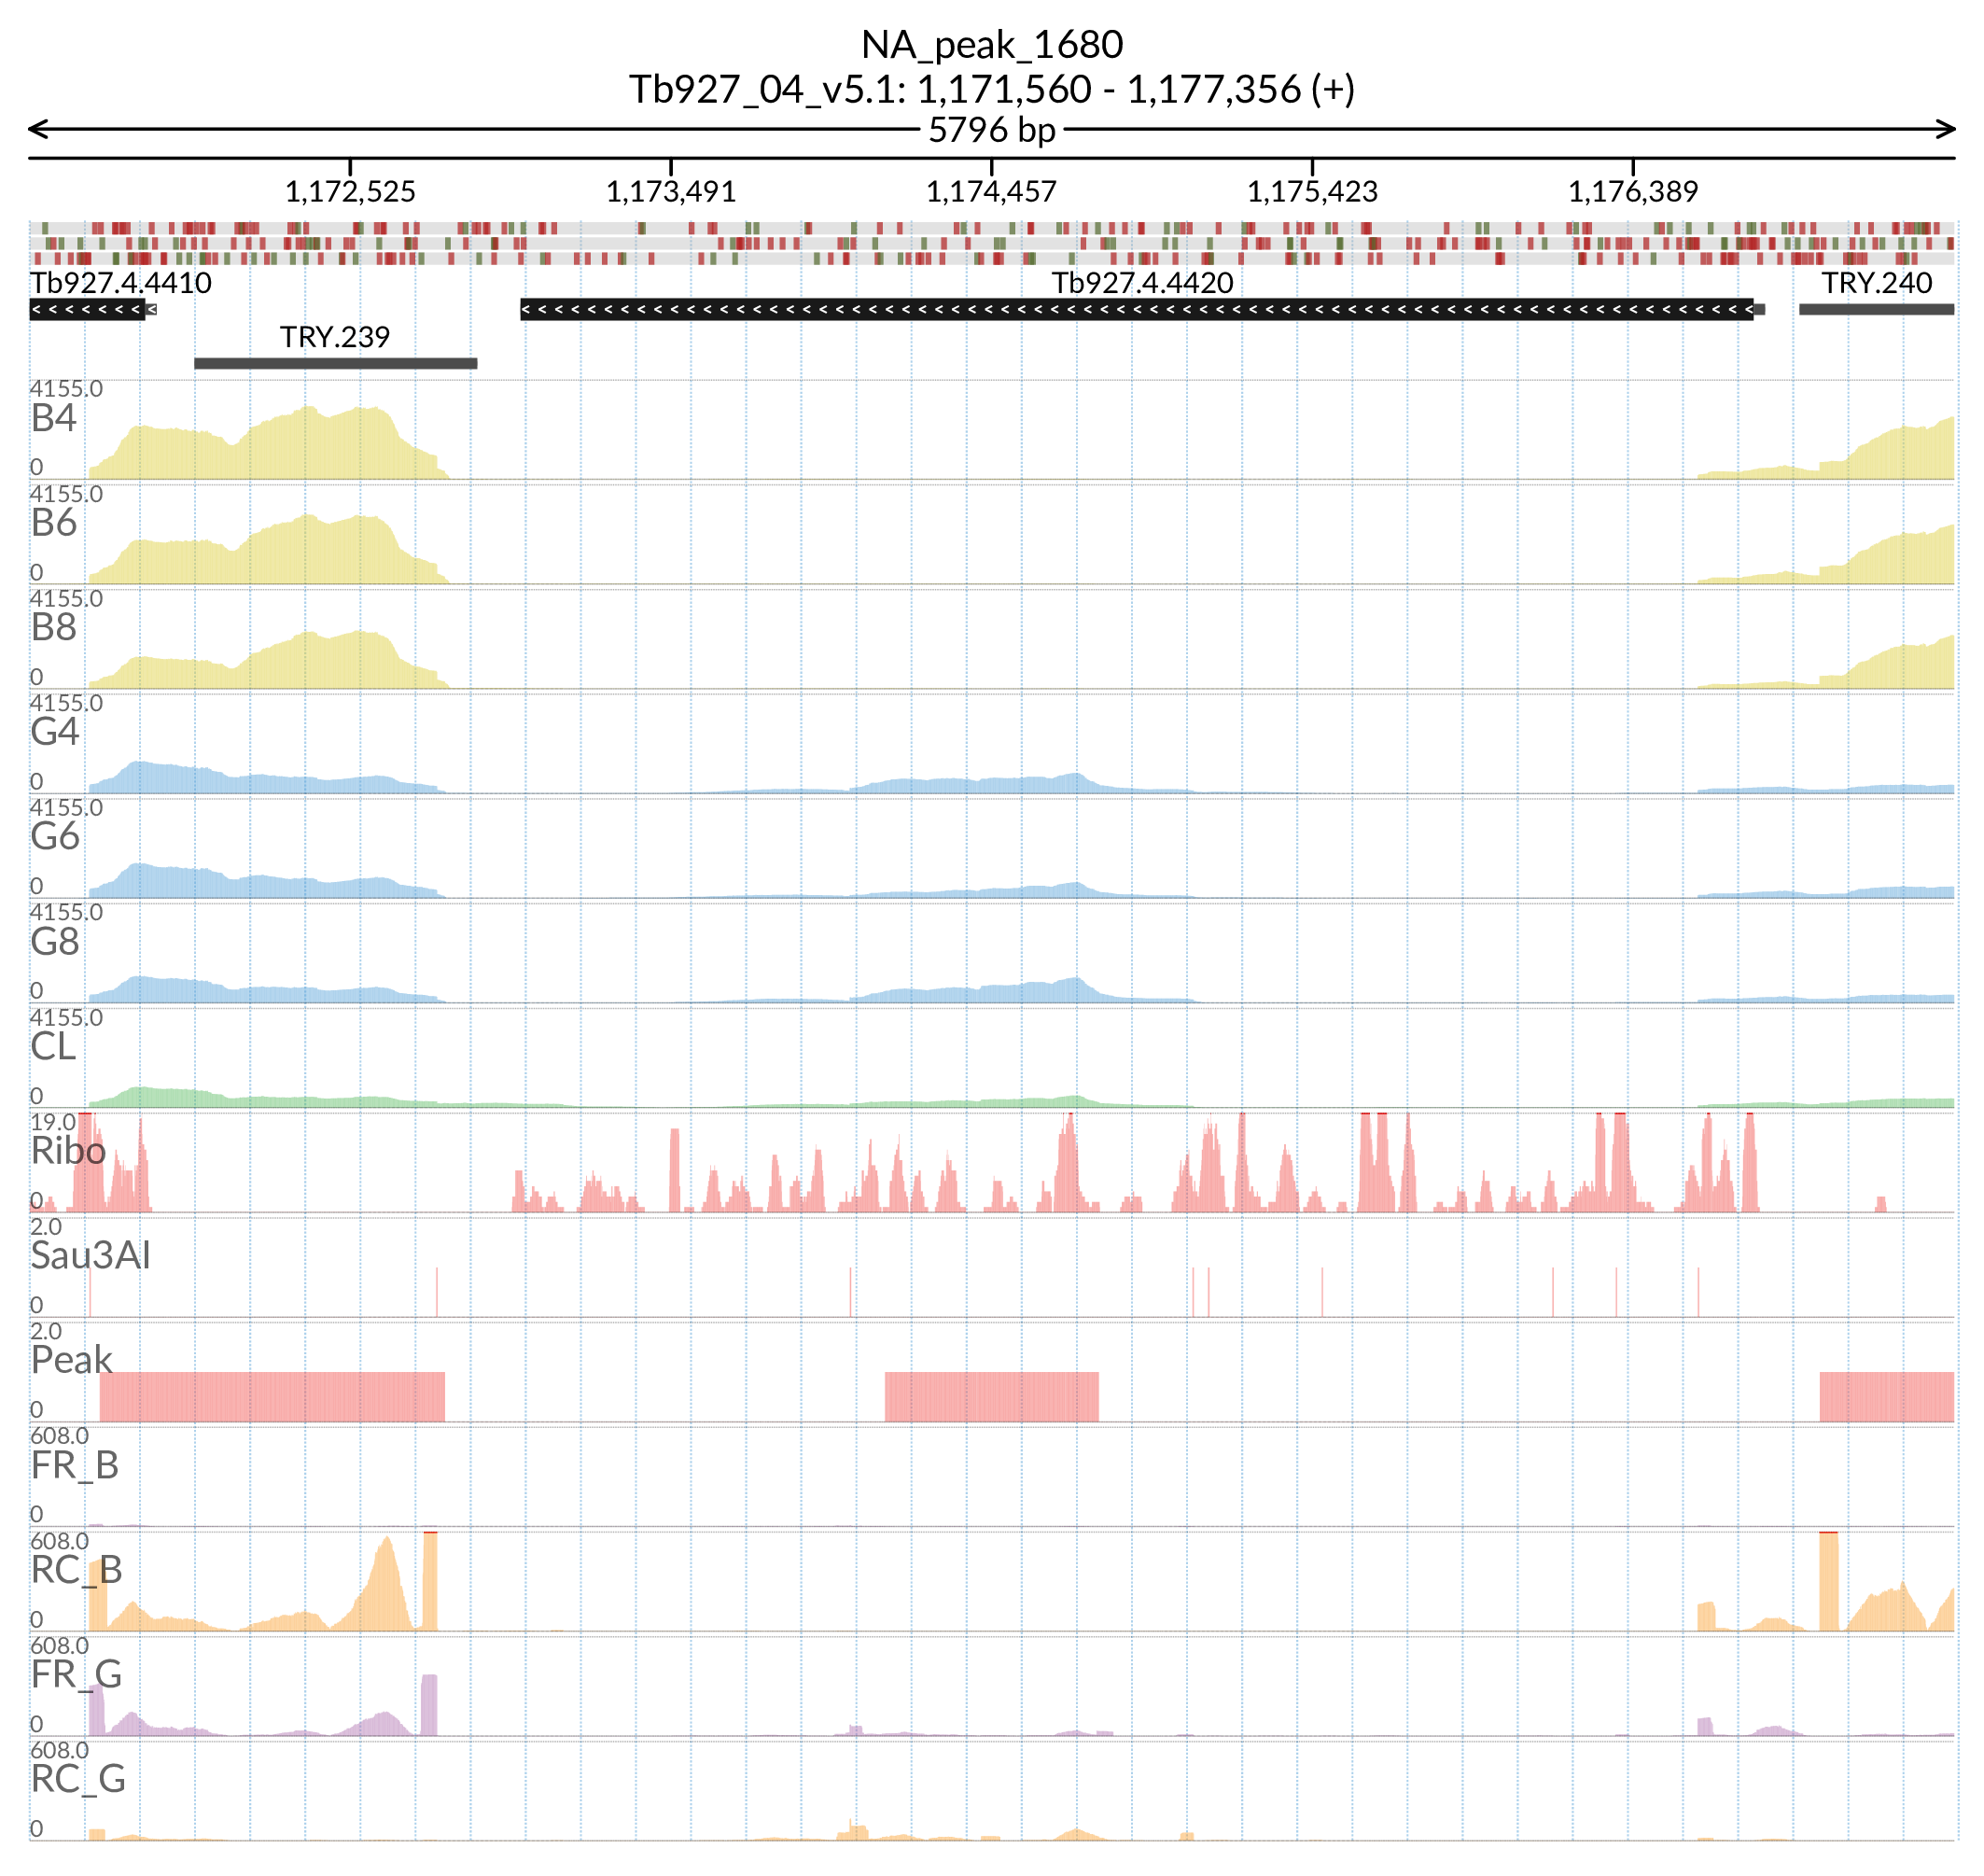 NA_peak_1680
Tb927_04_v5.1: 1,171,560 - 1,177,356 (+)
5796 bp
1,172,525 1,173,491 1,174,457 1,175,423 1,176,389
Tb927.4.4410 Tb927.4.4420 TRY.240
TRY.239
4155.0
B4
0
4155.0
B6
0
4155.0
B8
0
4155.0
G4
0
4155.0
G6
0
4155.0
G8
0
4155.0
CL
0
19.0
Ribo
0
2.0
Sau3AI
0
2.0
Peak
0
608.0
FR_B
0
608.0
RC_B
0
608.0
FR_G
0
608.0
RC_G
0